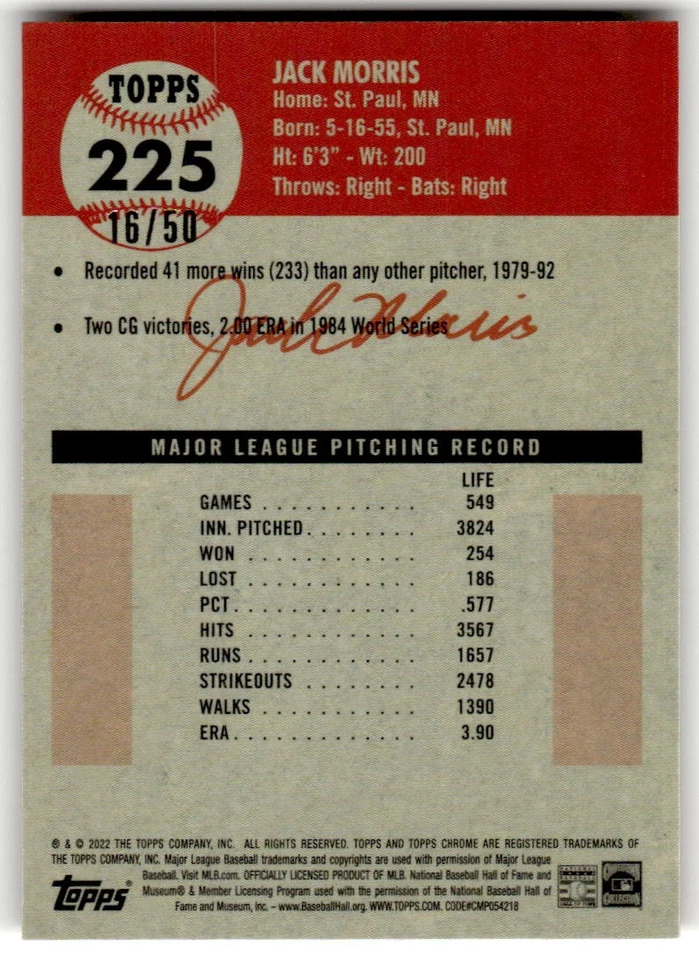 TOPPS
225
16/50
JACK MORRIS
Home: St. Paul, MN
Born: 5-16-55, St. Paul, MN
Ht: 6'3" - Wt: 200
Throws: Right - Bats: Right
• Recorded 41 more wins (233) than any other pitcher, 1979-92
• Two CG victories, 2.00 ERA in 1984 World Series
Jack Morris
MAJOR LEAGUE PITCHING RECORD
LIFE
GAMES . . . . . . . . . . . 549
INN. PITCHED . . . . . . . . 3824
WON . . . . . . . . . . . 254
LOST . . . . . . . . . . . 186
PCT . . . . . . . . . . . . .577
HITS . . . . . . . . . . . 3567
RUNS . . . . . . . . . . . 1657
STRIKEOUTS . . . . . . . . 2478
WALKS . . . . . . . . . . . 1390
ERA . . . . . . . . . . . . 3.90
® & © 2022 THE TOPPS COMPANY, INC. ALL RIGHTS RESERVED. TOPPS AND TOPPS CHROME ARE REGISTERED TRADEMARKS OF
THE TOPPS COMPANY, INC. Major League Baseball trademarks and copyrights are used with permission of Major League
Baseball. Visit MLB.com. OFFICIALLY LICENSED PRODUCT OF MLB. National Baseball Hall of Fame and
Museum® & Member Licensing Program used with the permission of the National Baseball Hall of
Fame and Museum, Inc. – www.BaseballHall.org. WWW.TOPPS.COM. CODE#CMP054218
topps